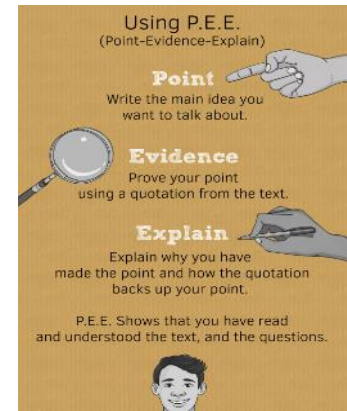 Using P.E.E.
(Point-Evidence-Explain)
Point
Write the main idea you
want to talk about.
Evidence
Prove your point
using a quotation from the text.
Explain
Explain why you have
made the point and how the quotation
backs up your point.
P.E.E. Shows that you have read
and understood the text, and the questions.